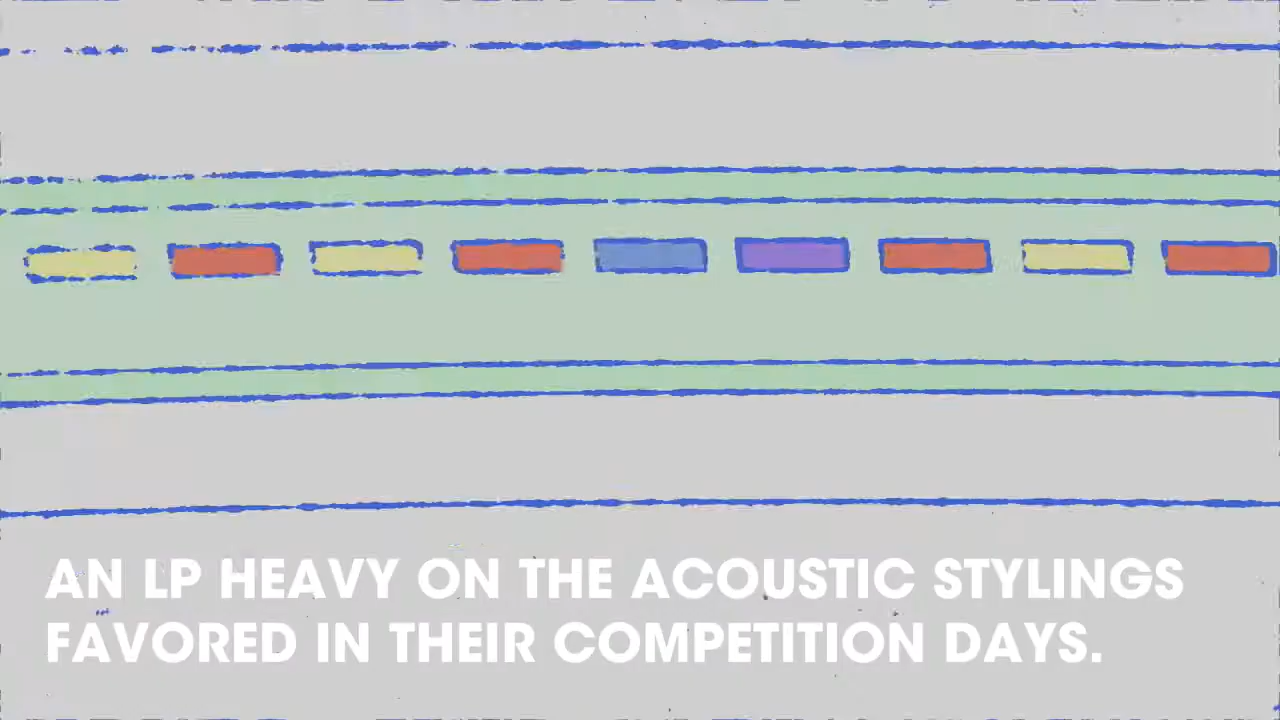 AN LP HEAVY ON THE ACOUSTIC STYLINGS
FAVORED IN THEIR COMPETITION DAYS.